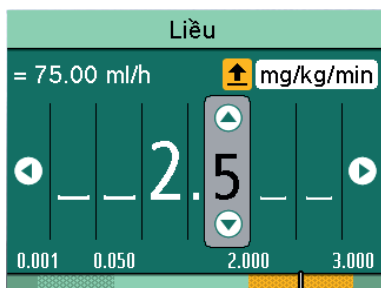 Liều
= 75.00 ml/h mg/kg/min
_ _ 2.5 _ _
0.001 0.050 2.000 3.000